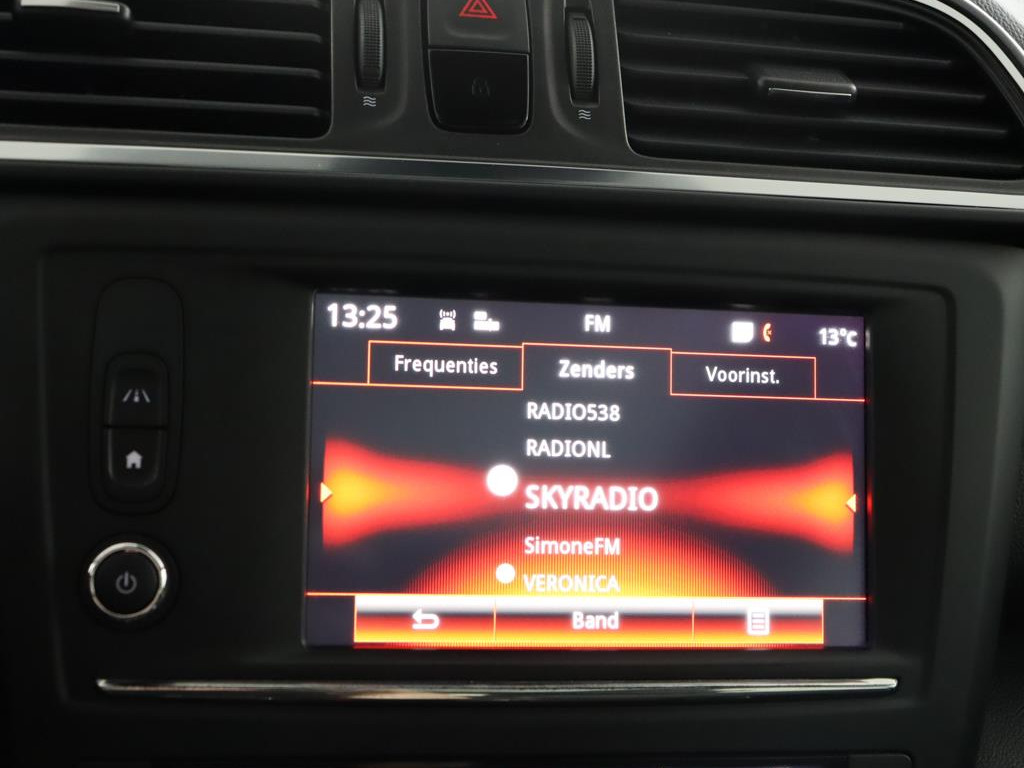 13:25 FM 13°C
Frequenties Zenders Voorinst.
RADIO538
RADIONL
SKYRADIO
SimoneFM
VERONICA
Band